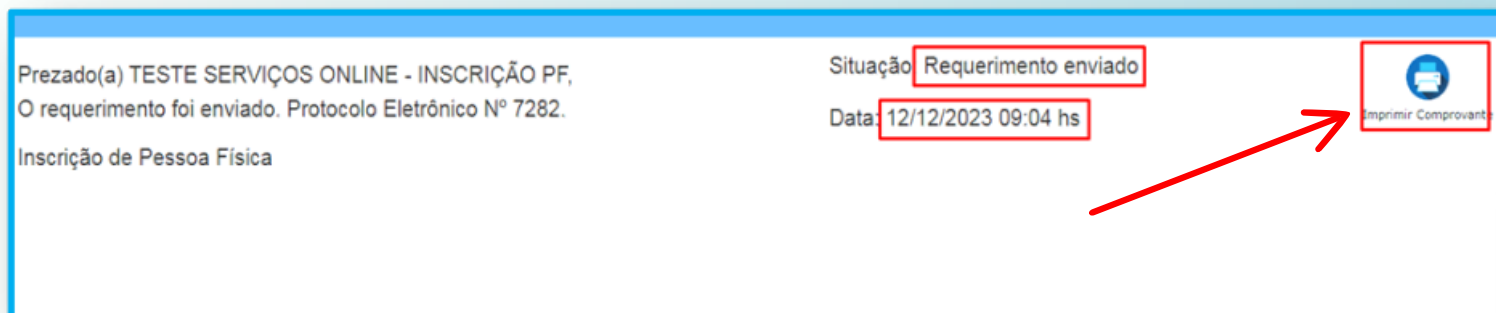 Prezado(a) TESTE SERVIÇOS ONLINE - INSCRIÇÃO PF,
O requerimento foi enviado. Protocolo Eletrônico Nº 7282.
Inscrição de Pessoa Física
Situação: Requerimento enviado
Data: 12/12/2023 09:04 hs
Imprimir Comprovante